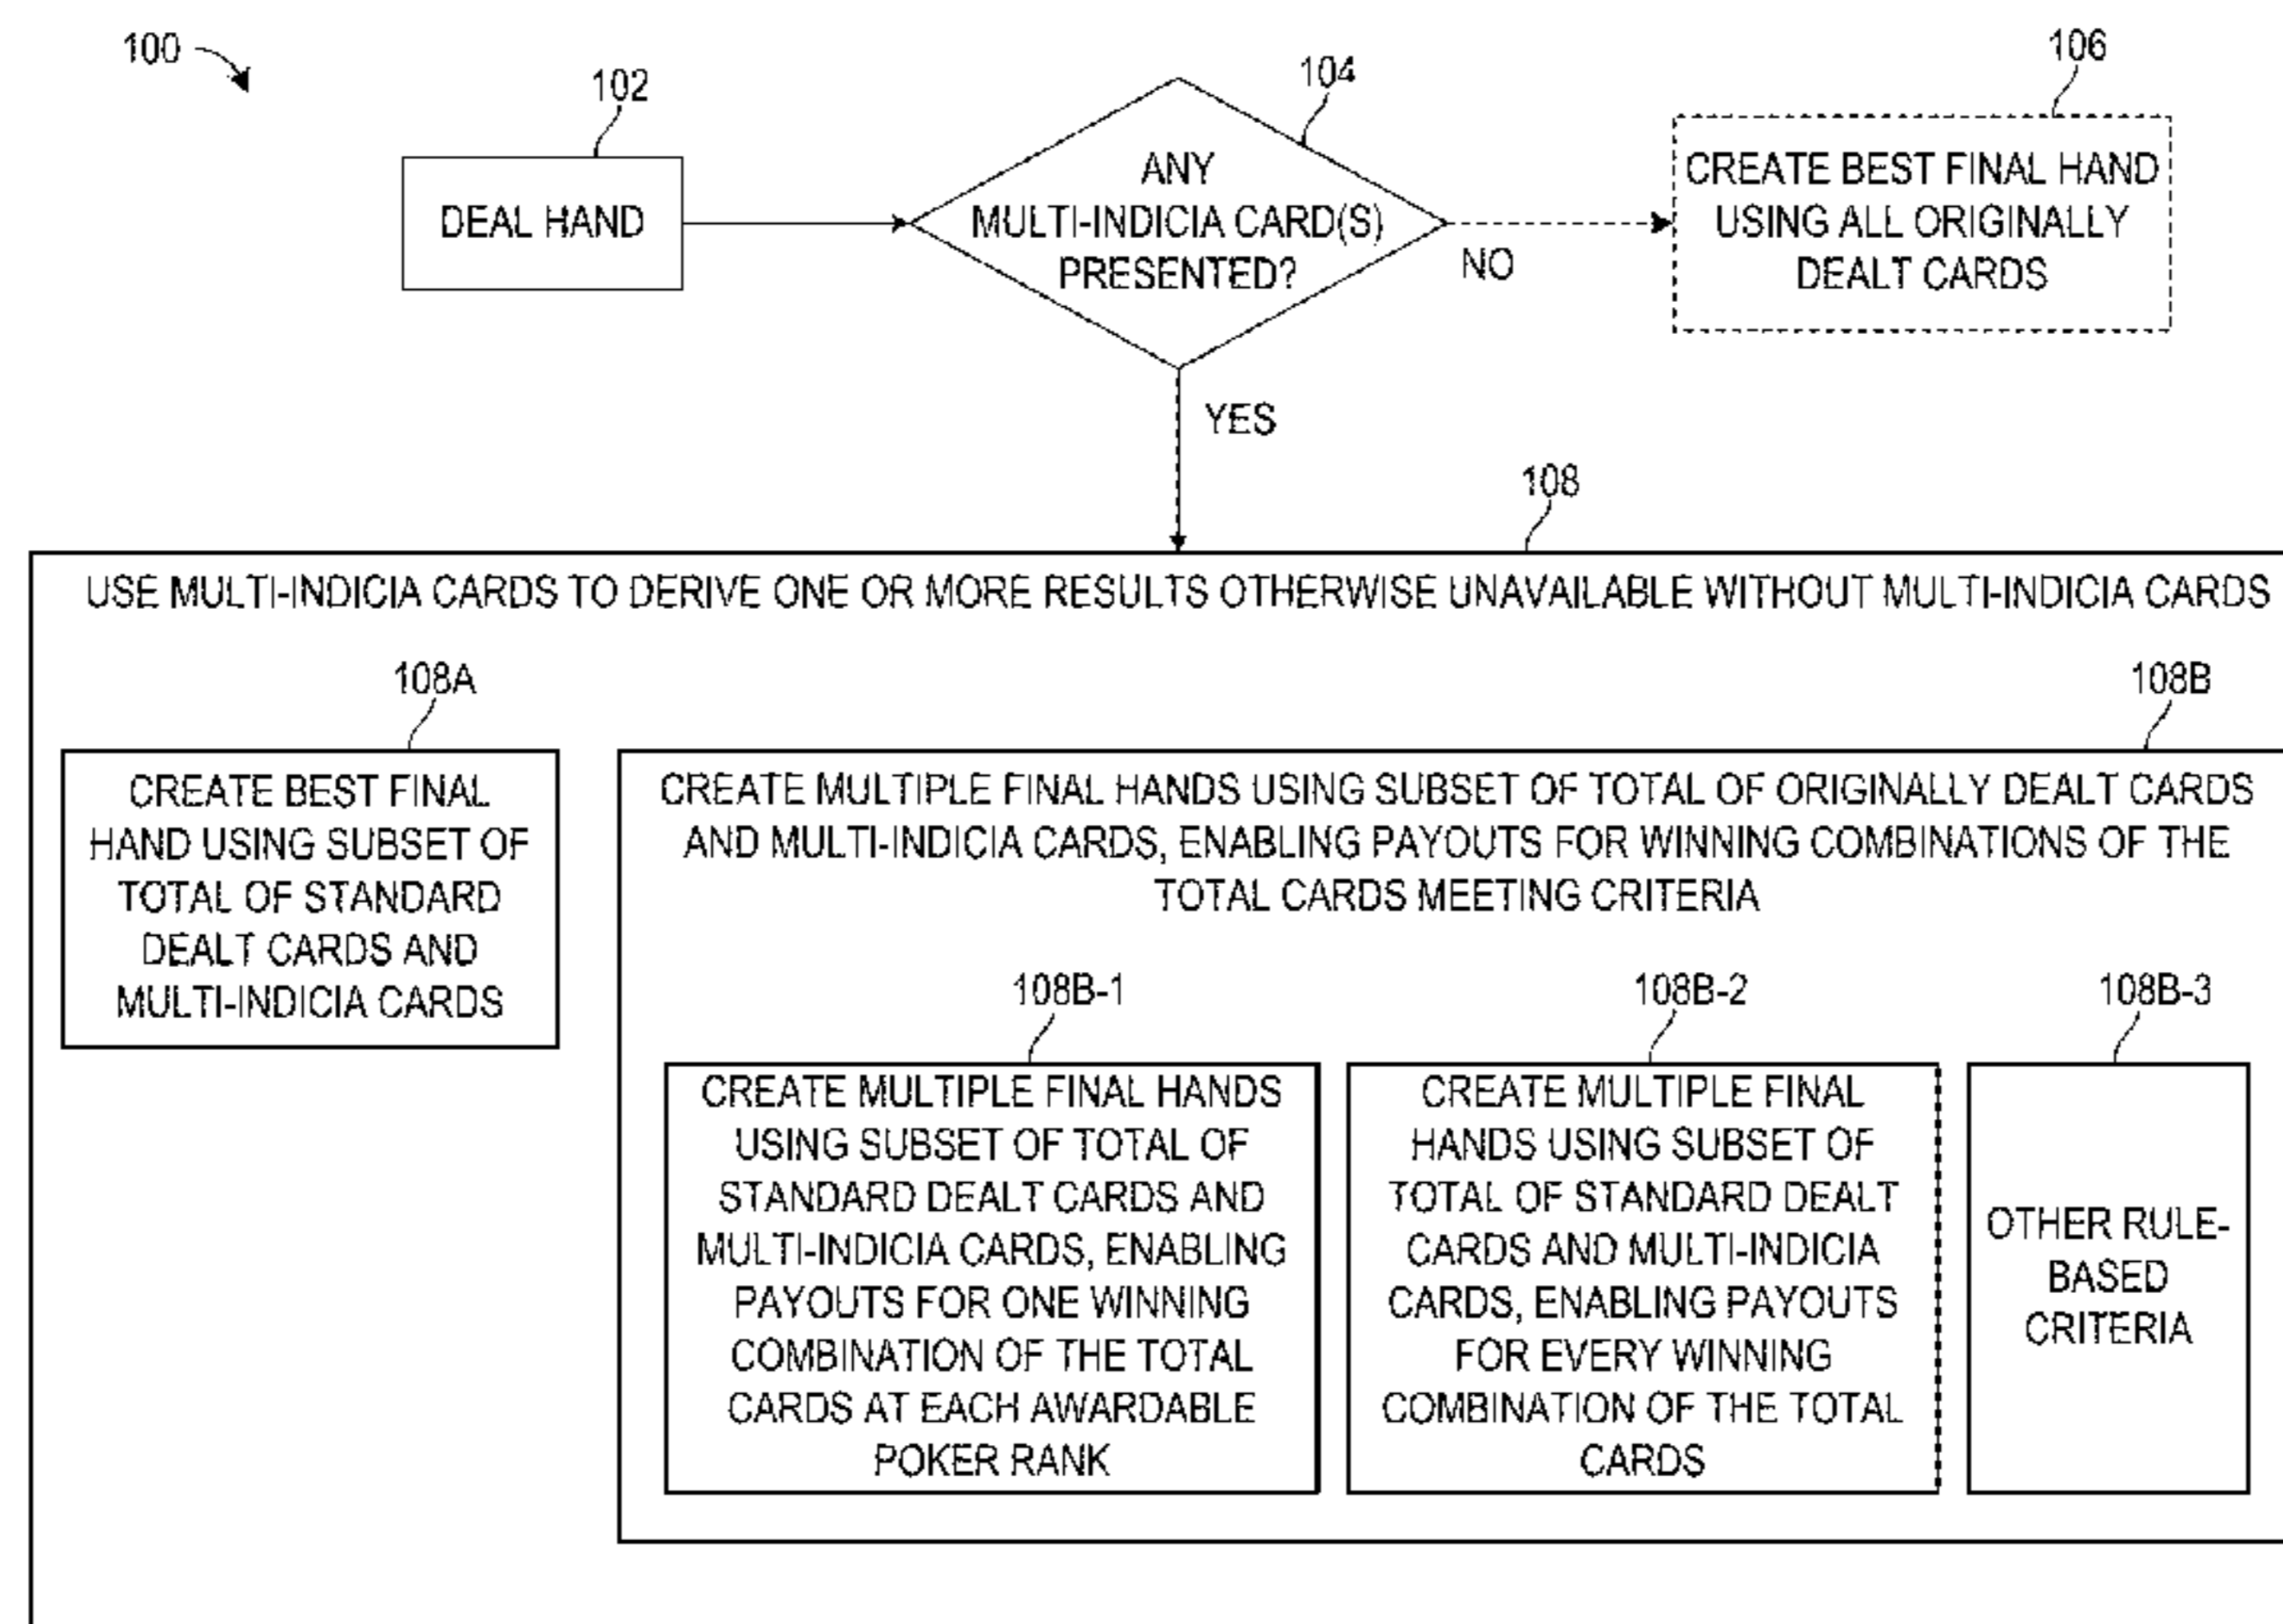 100
102
104
106
DEAL HAND
ANY
MULTI-INDICIA CARD(S)
PRESENTED?
NO
CREATE BEST FINAL HAND
USING ALL ORIGINALLY
DEALT CARDS
YES
108
USE MULTI-INDICIA CARDS TO DERIVE ONE OR MORE RESULTS OTHERWISE UNAVAILABLE WITHOUT MULTI-INDICIA CARDS
108A
CREATE BEST FINAL
HAND USING SUBSET OF
TOTAL OF STANDARD
DEALT CARDS AND
MULTI-INDICIA CARDS
108B
CREATE MULTIPLE FINAL HANDS USING SUBSET OF TOTAL OF ORIGINALLY DEALT CARDS
AND MULTI-INDICIA CARDS, ENABLING PAYOUTS FOR WINNING COMBINATIONS OF THE
TOTAL CARDS MEETING CRITERIA
108B-1
CREATE MULTIPLE FINAL HANDS
USING SUBSET OF TOTAL OF
STANDARD DEALT CARDS AND
MULTI-INDICIA CARDS, ENABLING
PAYOUTS FOR ONE WINNING
COMBINATION OF THE TOTAL
CARDS AT EACH AWARDABLE
POKER RANK
108B-2
CREATE MULTIPLE FINAL
HANDS USING SUBSET OF
TOTAL OF STANDARD DEALT
CARDS AND MULTI-INDICIA
CARDS, ENABLING PAYOUTS
FOR EVERY WINNING
COMBINATION OF THE TOTAL
CARDS
108B-3
OTHER RULE-
BASED
CRITERIA